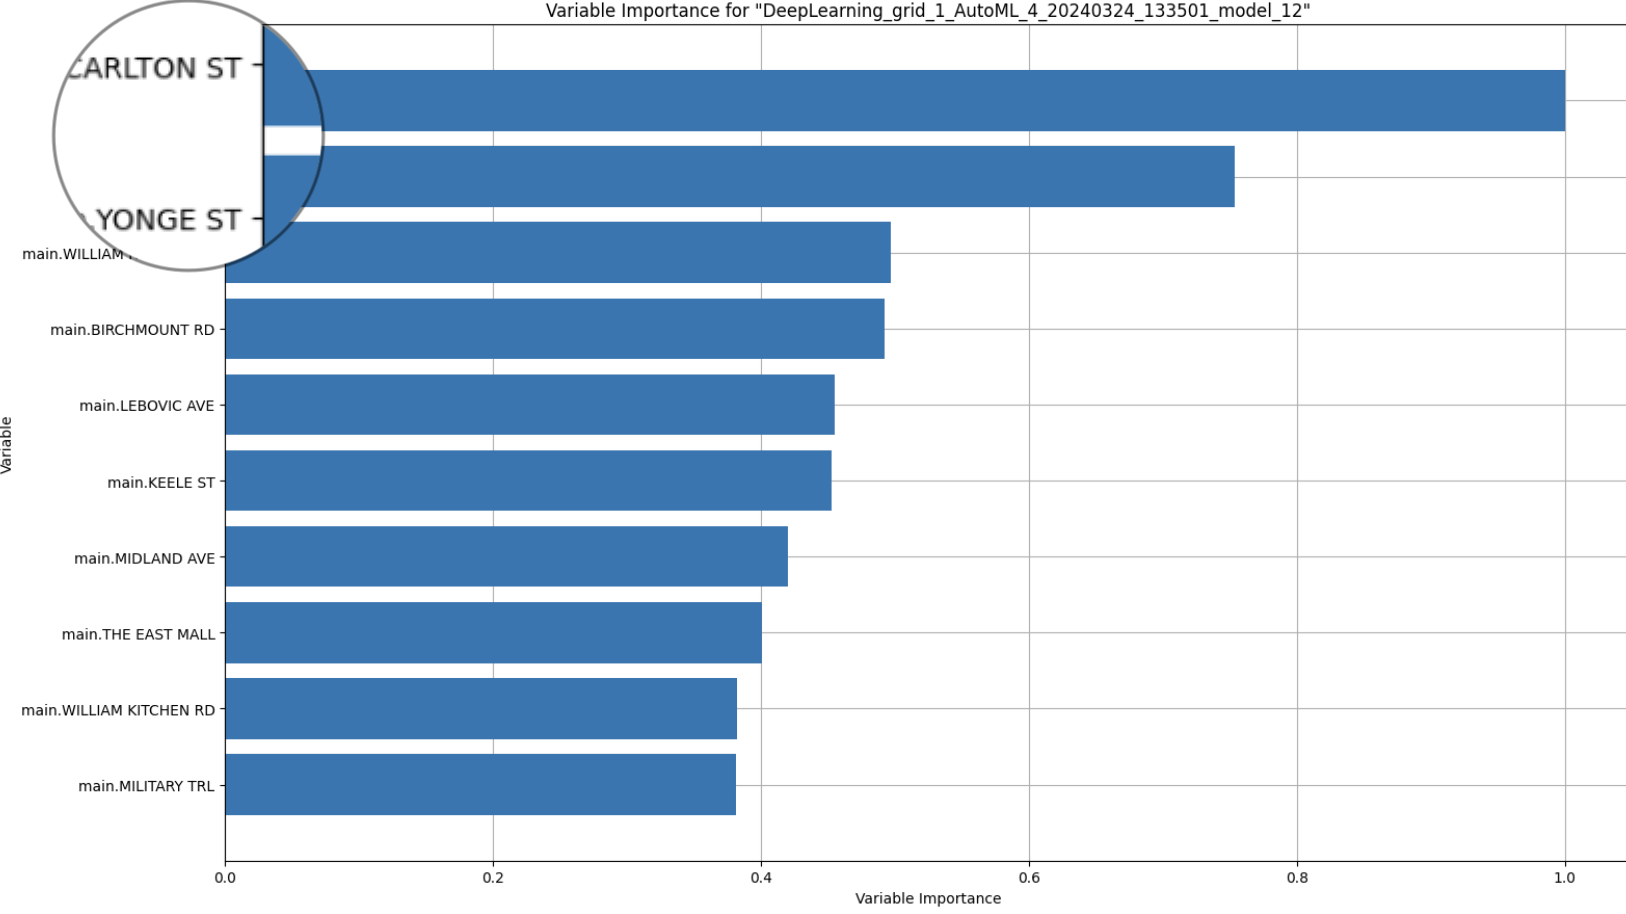 Variable Importance for "DeepLearning_grid_1_AutoML_4_20240324_133501_model_12"
CARLTON ST
YONGE ST
main.WILLIAM
main.BIRCHMOUNT RD
main.LEBOVIC AVE
main.KEELE ST
main.MIDLAND AVE
main.THE EAST MALL
main.WILLIAM KITCHEN RD
main.MILITARY TRL
Variable
0.0 0.2 0.4 0.6 0.8 1.0
Variable Importance